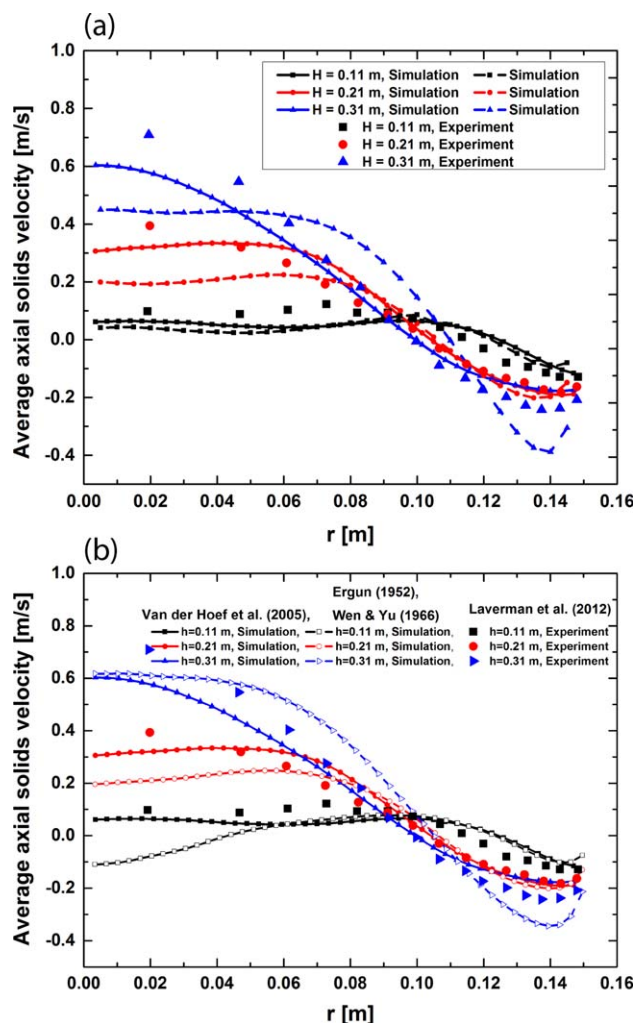 (a)
1.0
0.8
0.6
0.4
0.2
0.0
-0.2
-0.4
Average axial solids velocity [m/s]
H = 0.11 m, Simulation Simulation
H = 0.21 m, Simulation Simulation
H = 0.31 m, Simulation Simulation
H = 0.11 m, Experiment
H = 0.21 m, Experiment
H = 0.31 m, Experiment
0.00 0.02 0.04 0.06 0.08 0.10 0.12 0.14 0.16
r [m]
(b)
1.0
0.8
0.6
0.4
0.2
0.0
-0.2
-0.4
Average axial solids velocity [m/s]
Ergun (1952),
Van der Hoef et al. (2005), Wen & Yu (1966) Laverman et al. (2012)
h=0.11 m, Simulation, h=0.11 m, Simulation, h=0.11 m, Experiment
h=0.21 m, Simulation, h=0.21 m, Simulation, h=0.21 m, Experiment
h=0.31 m, Simulation, h=0.31 m, Simulation, h=0.31 m, Experiment
0.00 0.02 0.04 0.06 0.08 0.10 0.12 0.14 0.16
r [m]